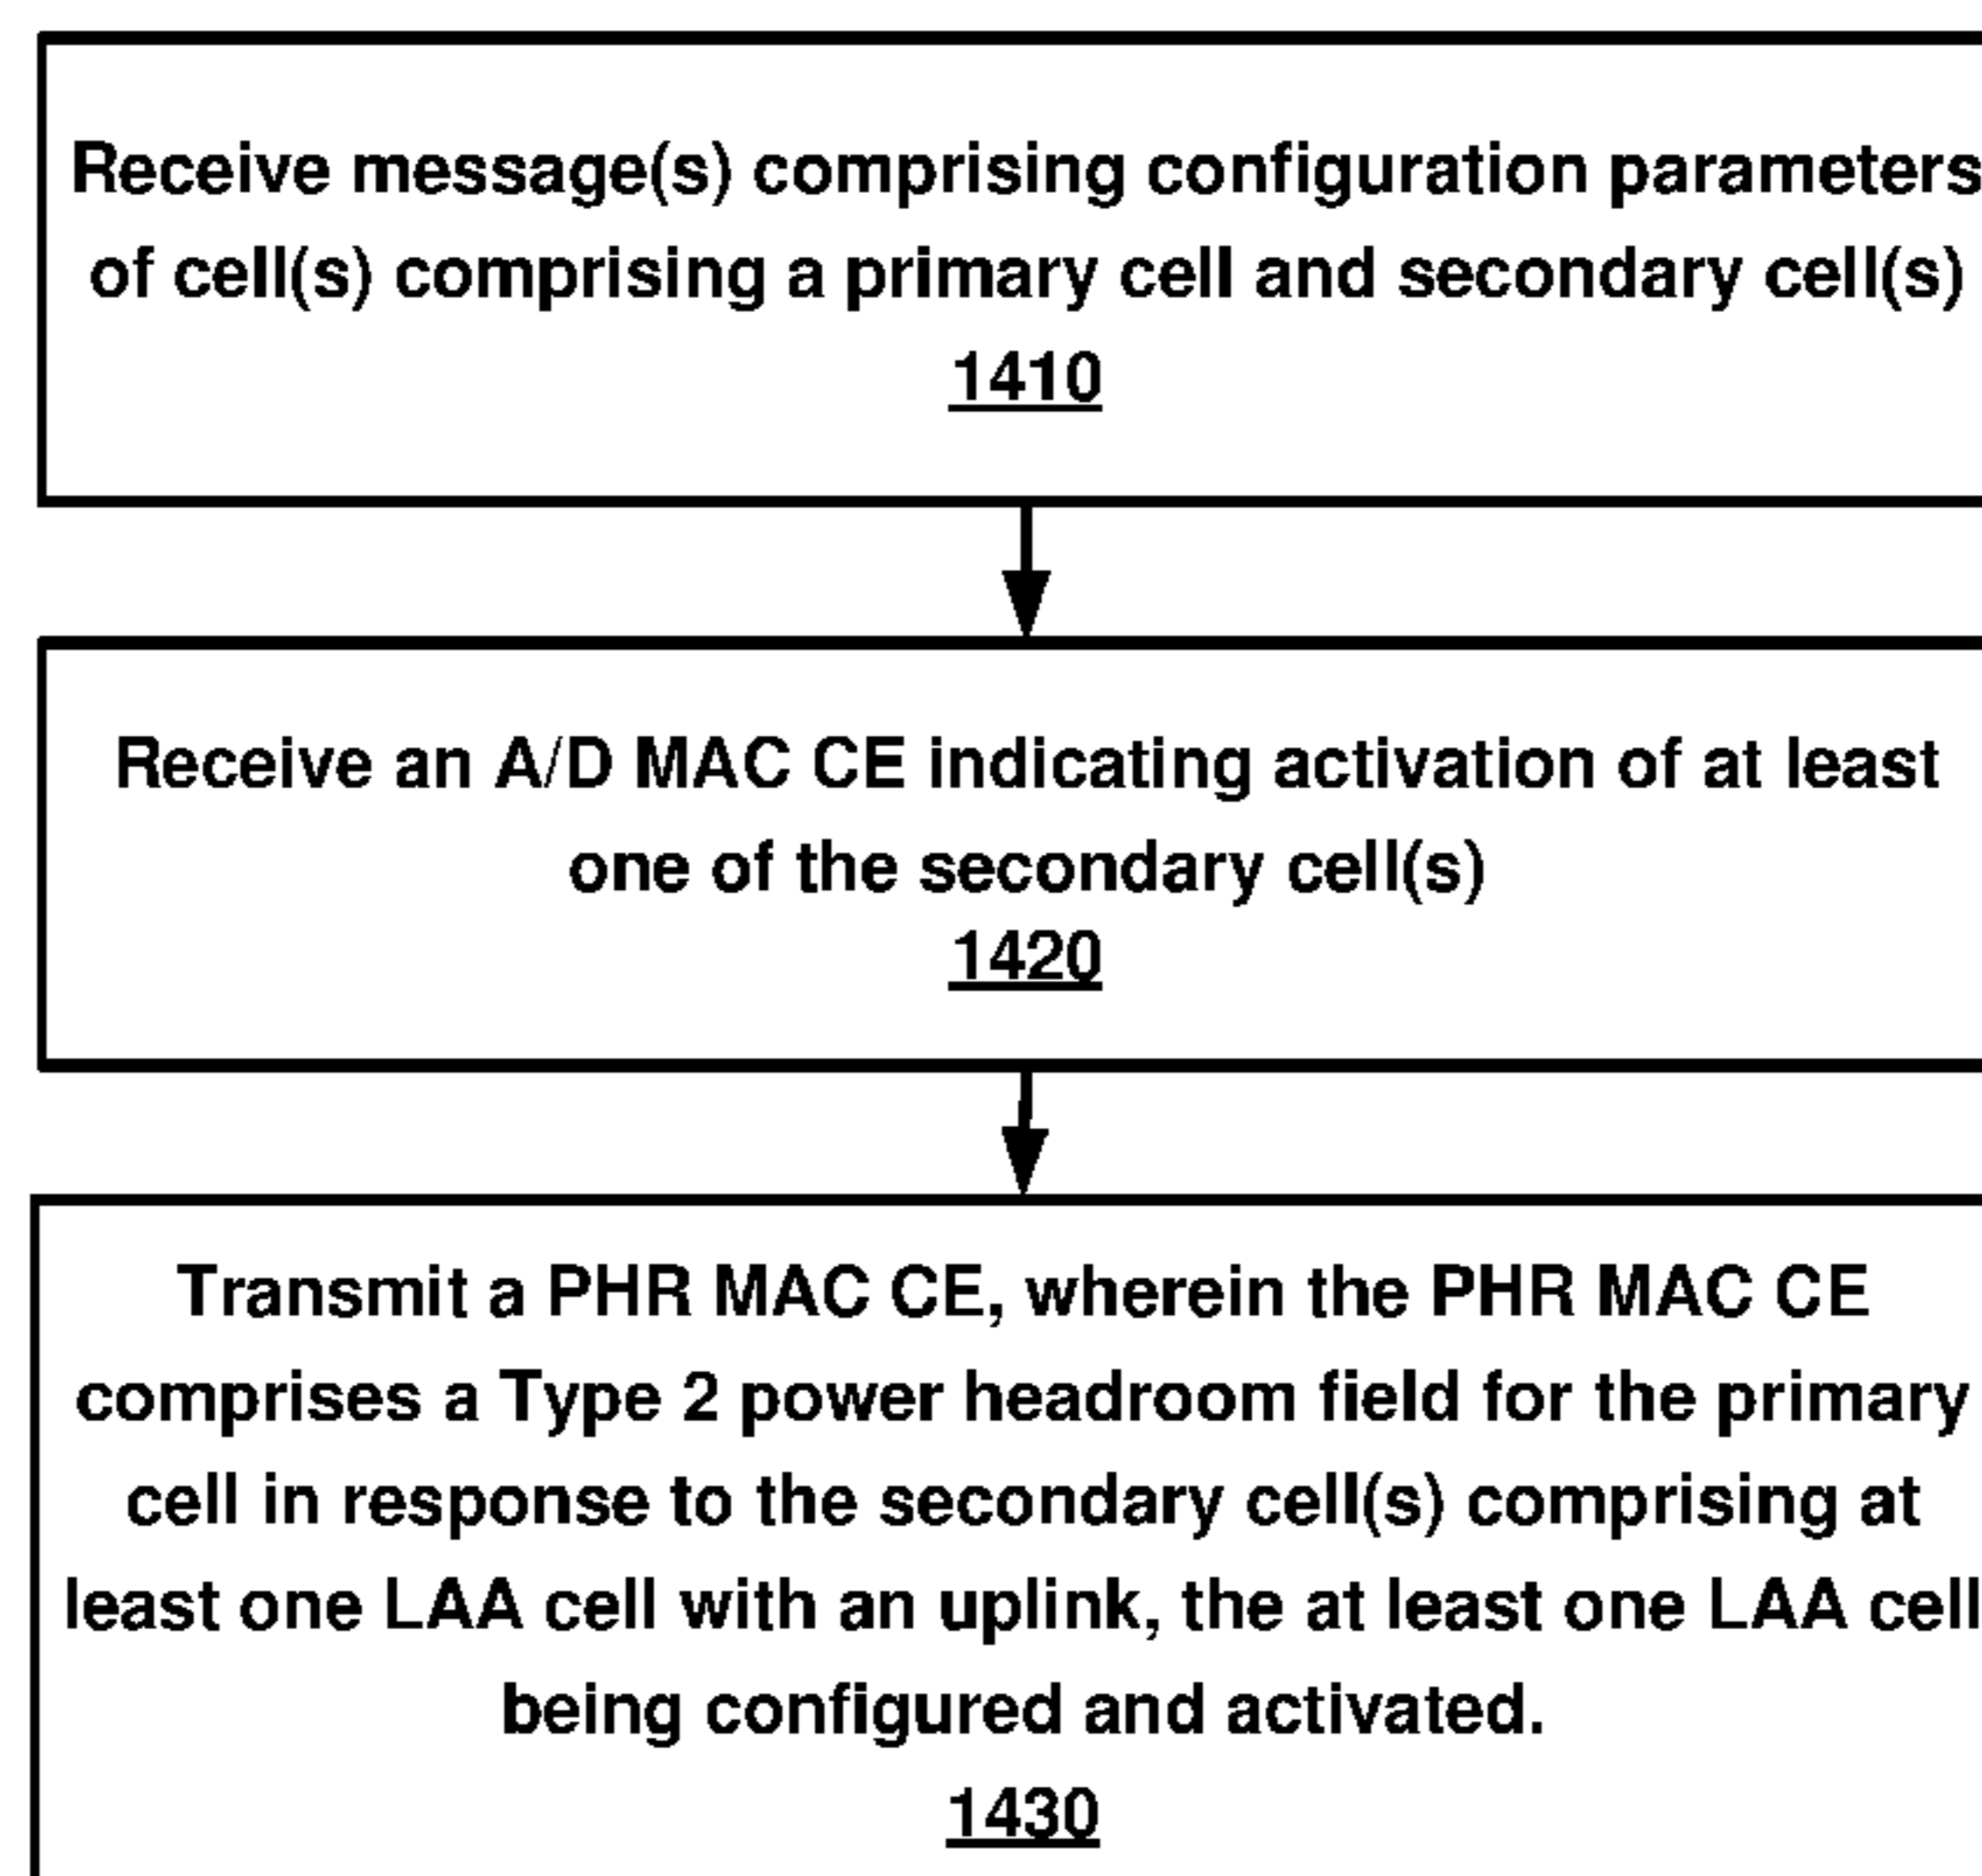 Receive message(s) comprising configuration parameters
of cell(s) comprising a primary cell and secondary cell(s)
1410
Receive an A/D MAC CE indicating activation of at least
one of the secondary cell(s)
1420
Transmit a PHR MAC CE, wherein the PHR MAC CE
comprises a Type 2 power headroom field for the primary
cell in response to the secondary cell(s) comprising at
least one LAA cell with an uplink, the at least one LAA cell
being configured and activated.
1430